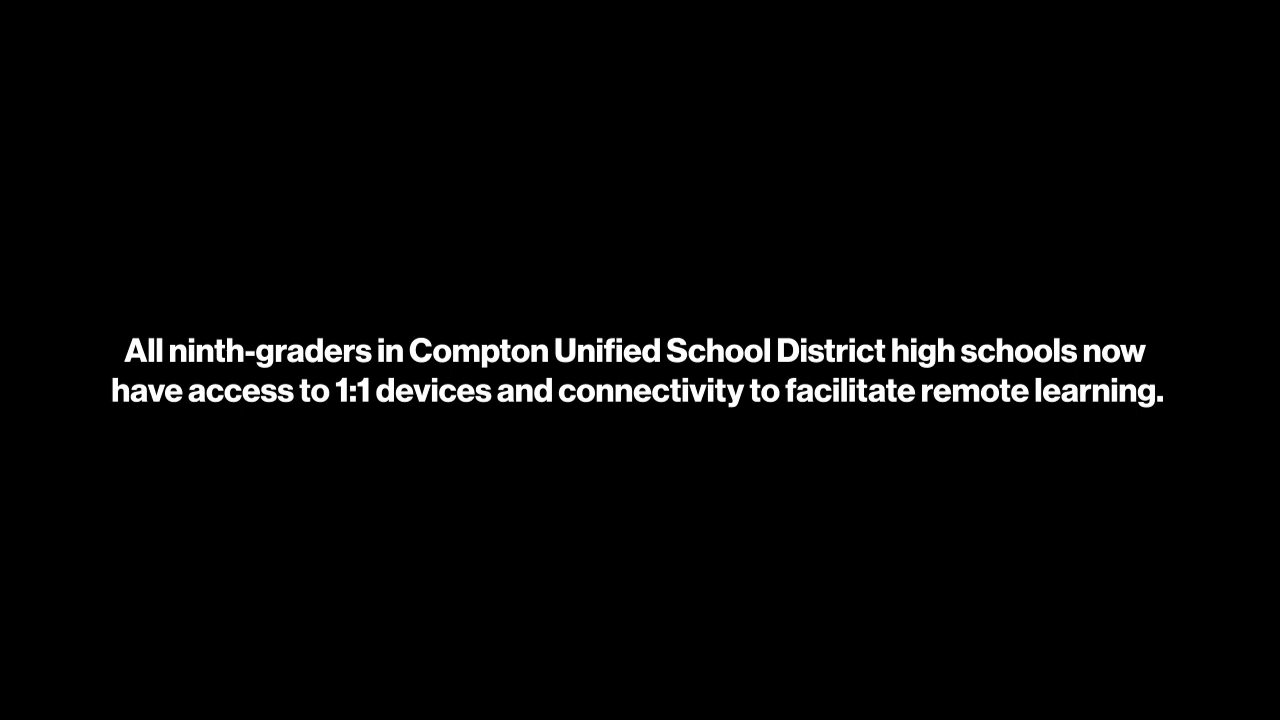 All ninth-graders in Compton Unified School District high schools now
have access to 1:1 devices and connectivity to facilitate remote learning.